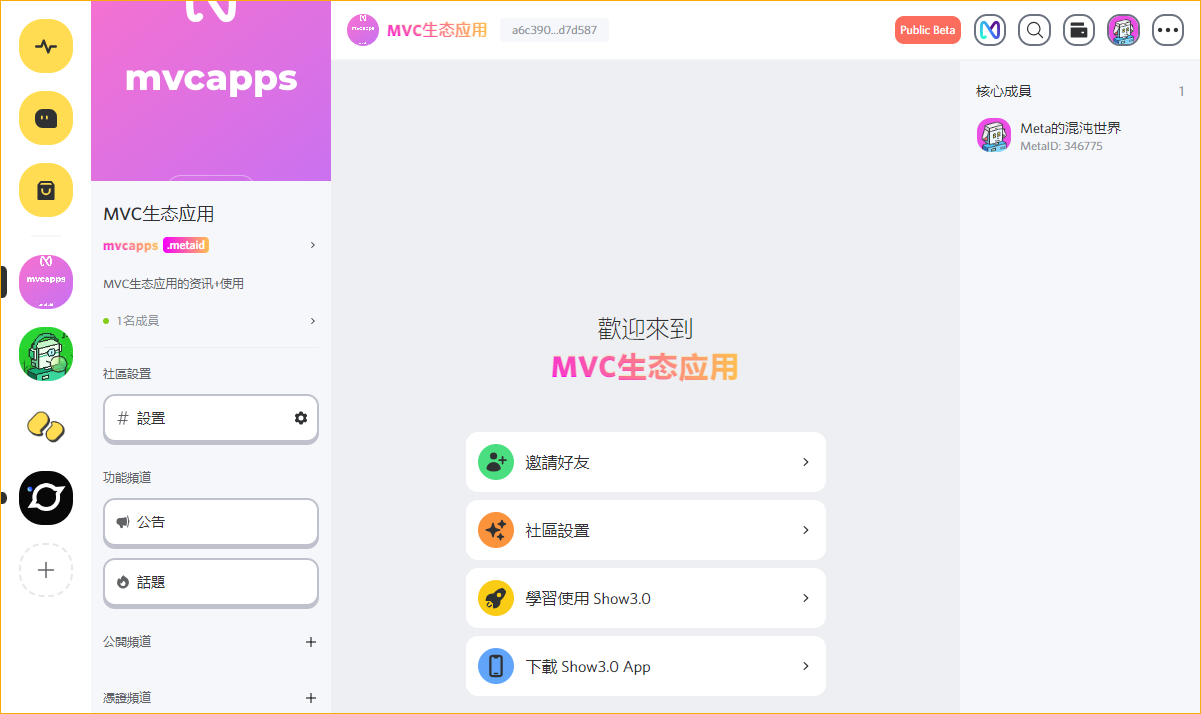 mvcapps
MVC生态应用
mvcapps .metaid
MVC生态应用的资讯+使用
1名成員
社區設置
# 設置
功能頻道
公告
話題
公開頻道
憑證頻道
mvcapps
mvcapps
MVC生态应用
a6c390...d7d587
Public Beta
歡迎來到
MVC生态应用
邀請好友
社區設置
學習使用 Show3.0
下載 Show3.0 App
核心成員
1
Meta的混沌世界
MetaID: 346775